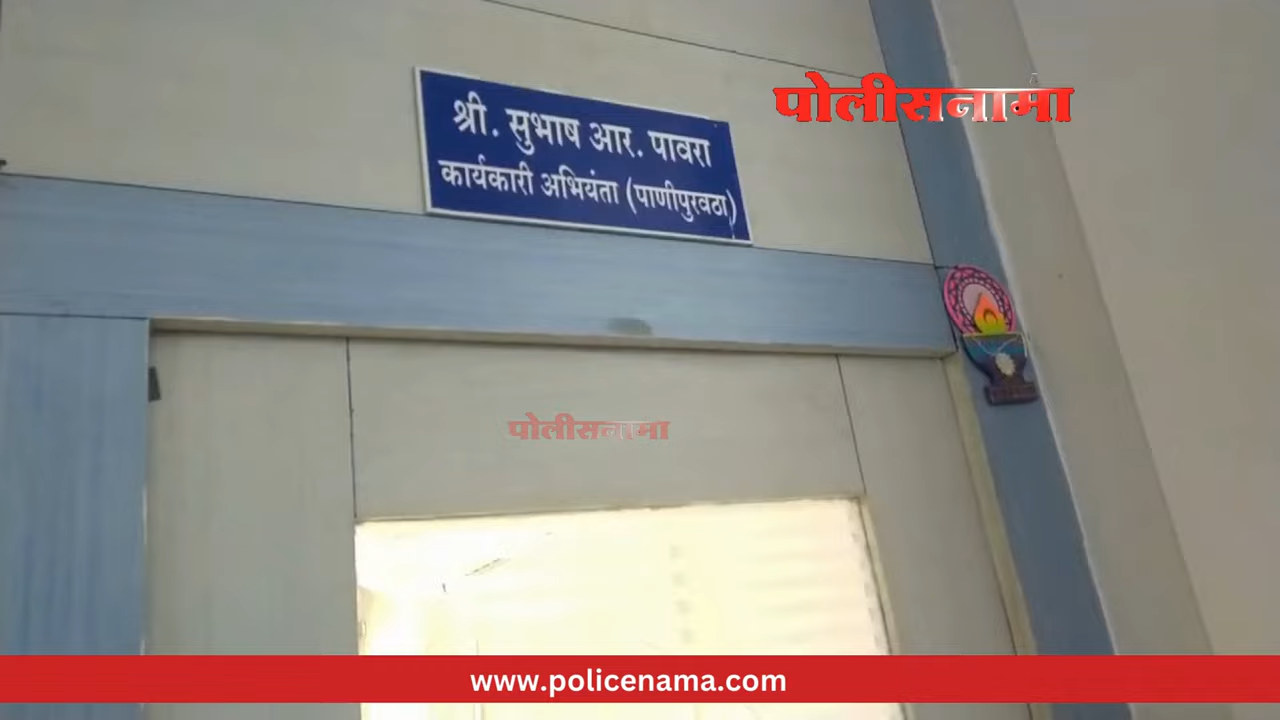 पोलीसनामा
श्री. सुभाष आर. पावरा
कार्यकारी अभियंता (पाणीपुरवठा)
पोलीसनामा
www.policenama.com